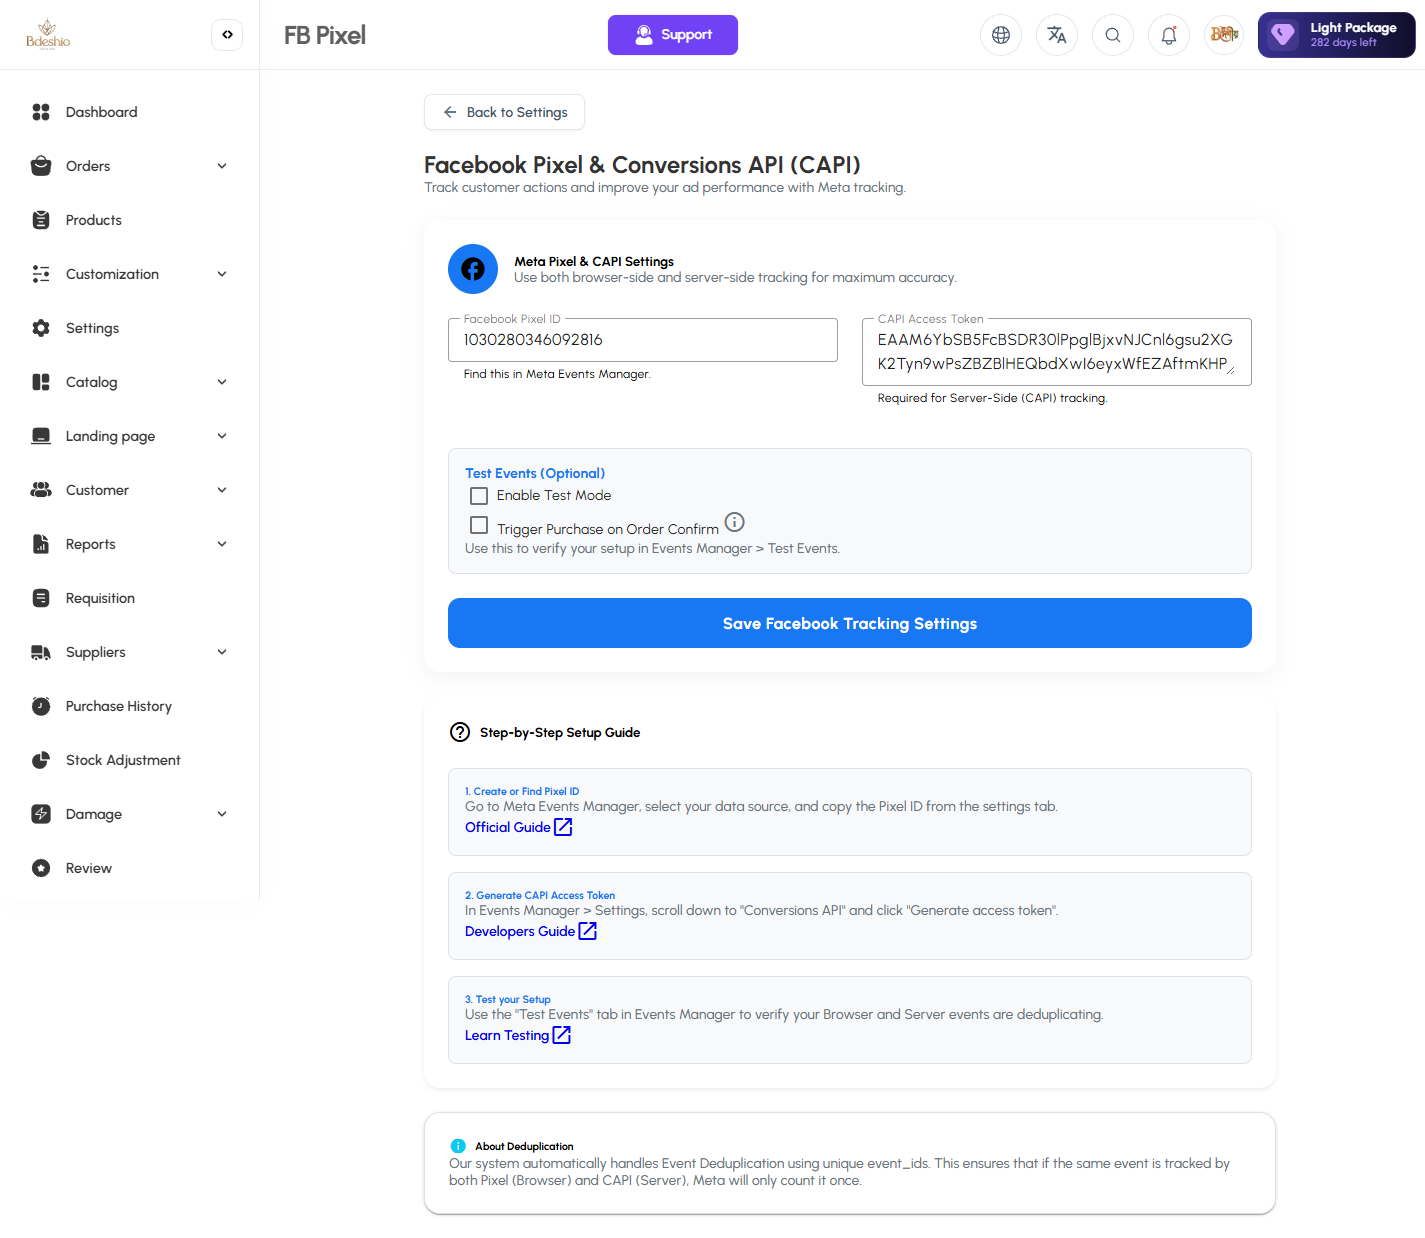 Bdeshio
FB Pixel
Support
Light Package
282 days left
Dashboard
Orders
Products
Customization
Settings
Catalog
Landing page
Customer
Reports
Requisition
Suppliers
Purchase History
Stock Adjustment
Damage
Review
Back to Settings
Facebook Pixel & Conversions API (CAPI)
Track customer actions and improve your ad performance with Meta tracking.
Meta Pixel & CAPI Settings
Use both browser-side and server-side tracking for maximum accuracy.
Facebook Pixel ID
1030280346092816
Find this in Meta Events Manager.
CAPI Access Token
EAAM6YbSB5FcBSDR30lPpglBjxvNJCnl6gsu2XG
K2Tyn9wPsZBZBlHEQbdXwI6eyxWfEZAftmKHP
Required for Server-Side (CAPI) tracking.
Test Events (Optional)
Enable Test Mode
Trigger Purchase on Order Confirm
Use this to verify your setup in Events Manager > Test Events.
Save Facebook Tracking Settings
Step-by-Step Setup Guide
1. Create or Find Pixel ID
Go to Meta Events Manager, select your data source, and copy the Pixel ID from the settings tab.
Official Guide
2. Generate CAPI Access Token
In Events Manager > Settings, scroll down to "Conversions API" and click "Generate access token".
Developers Guide
3. Test your Setup
Use the "Test Events" tab in Events Manager to verify your Browser and Server events are deduplicating.
Learn Testing
About Deduplication
Our system automatically handles Event Deduplication using unique event_ids. This ensures that if the same event is tracked by
both Pixel (Browser) and CAPI (Server), Meta will only count it once.